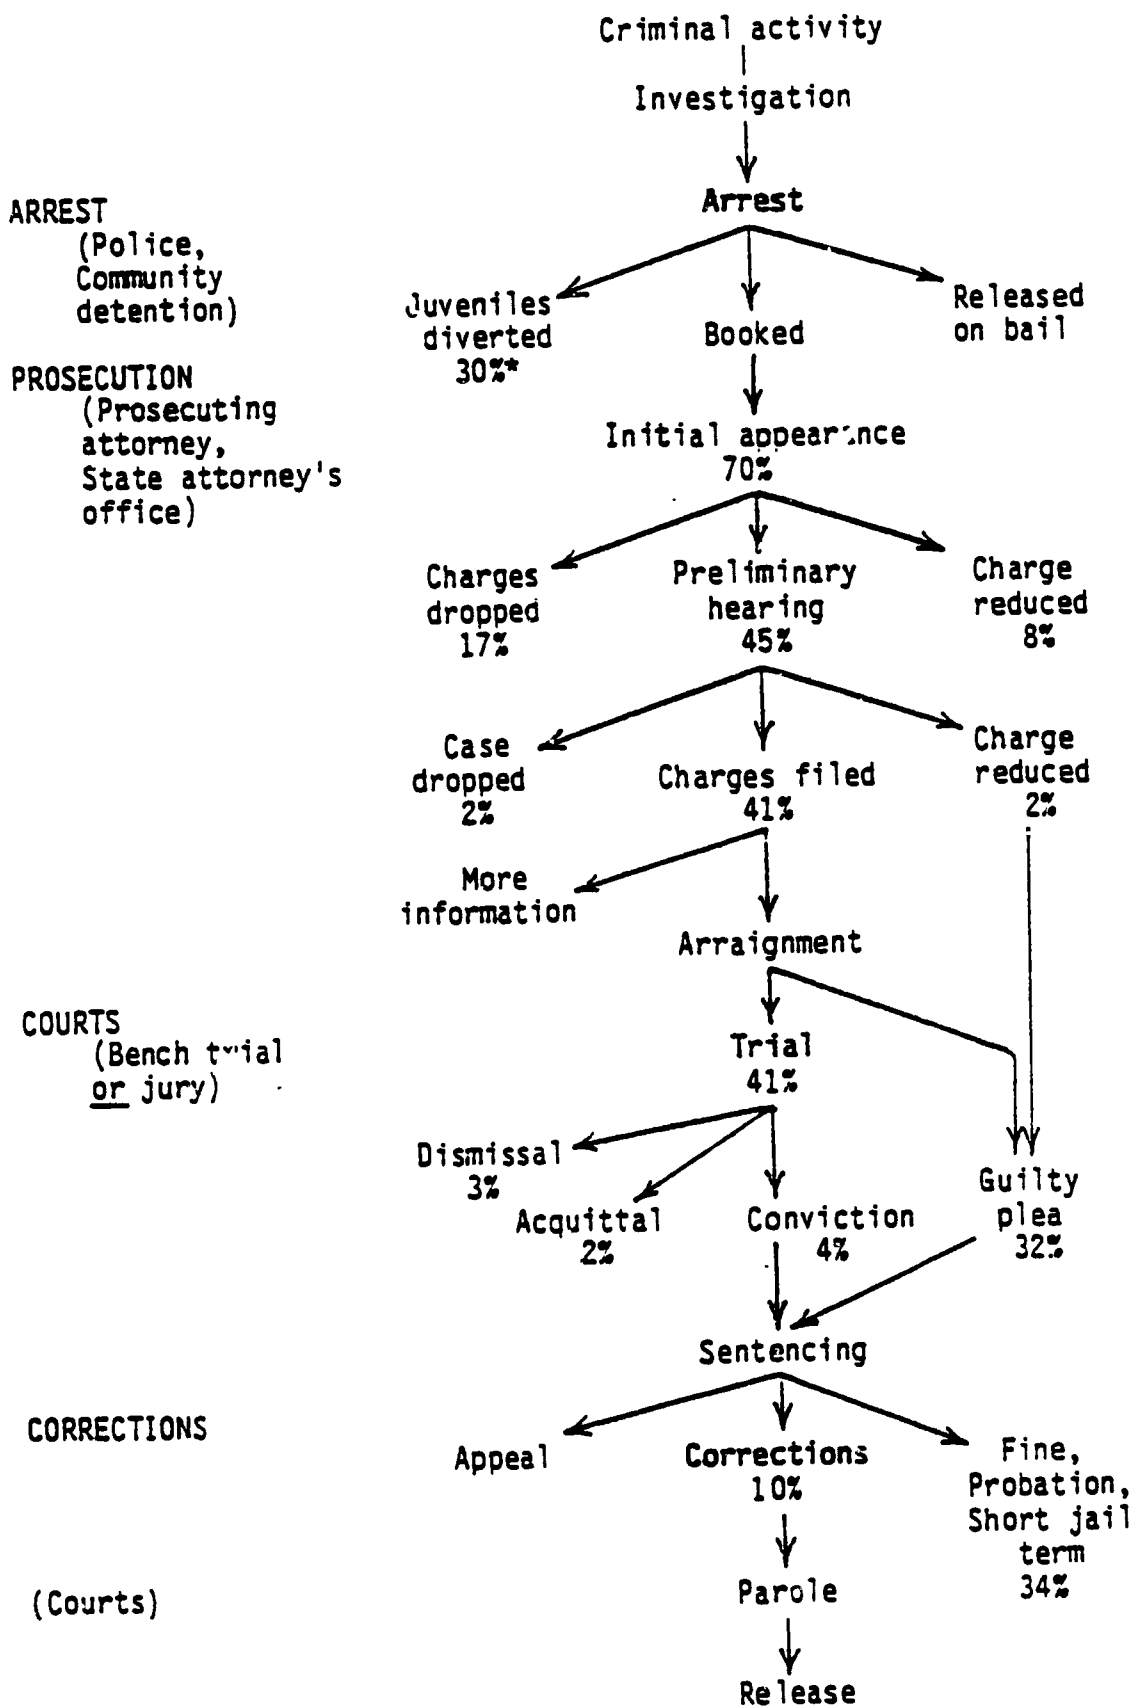 Criminal activity
Investigation
Arrest
ARREST
(Police,
Community
detention)
Juveniles
diverted
30%*
Booked
Released
on bail
PROSECUTION
(Prosecuting
attorney,
State attorney's
office)
Initial appearance
70%
Charges
dropped
17%
Preliminary
hearing
45%
Charge
reduced
8%
Case
dropped
2%
Charges filed
41%
Charge
reduced
2%
More
information
Arraignment
COURTS
(Bench trial
or jury)
Trial
41%
Dismissal
3%
Acquittal
2%
Conviction
4%
Guilty
plea
32%
Sentencing
CORRECTIONS
Appeal
Corrections
10%
Fine,
Probation,
Short jail
term
34%
(Courts)
Parole
Release